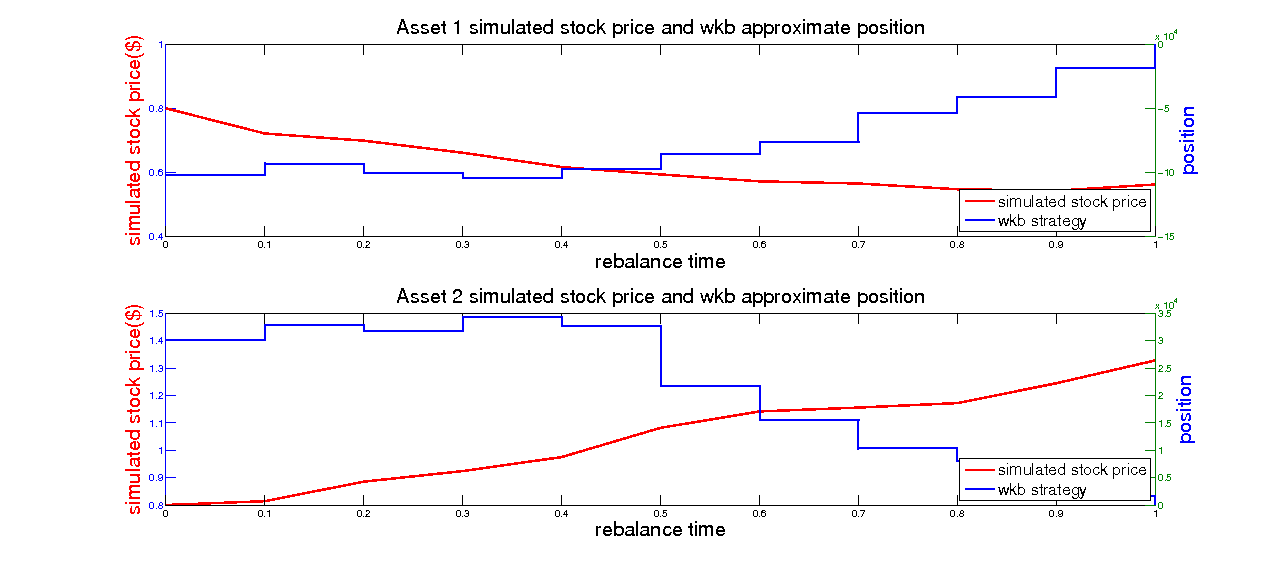 Asset 1 simulated stock price and wkb approximate position
x 10^4
simulated stock price($)
1
0.8
0.6
0.4
0
-5
-10
-15
position
simulated stock price
wkb strategy
0 0.1 0.2 0.3 0.4 0.5 0.6 0.7 0.8 0.9 1
rebalance time
Asset 2 simulated stock price and wkb approximate position
x 10^4
simulated stock price($)
1.5
1.4
1.3
1.2
1.1
1
0.9
0.8
3.5
3
2.5
2
1.5
1
0.5
0
position
simulated stock price
wkb strategy
0 0.1 0.2 0.3 0.4 0.5 0.6 0.7 0.8 0.9 1
rebalance time